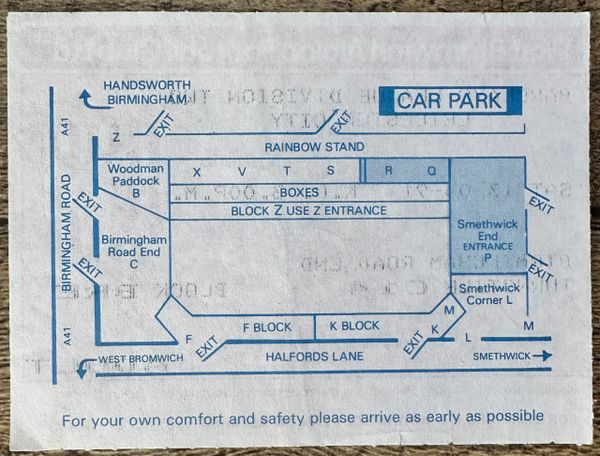 HANDSWORTH
BIRMINGHAM
CAR PARK
A41
Z
EXIT
EXIT
RAINBOW STAND
Woodman
Paddock
B
X V T S R Q
BOXES
BLOCK Z USE Z ENTRANCE
BIRMINGHAM ROAD
EXIT
EXIT
Birmingham
Road End
C
Smethwick
End
ENTRANCE
P
EXIT
EXIT
Smethwick
Corner L
M
F BLOCK
K BLOCK
K
M
A41
F
EXIT
EXIT
L
WEST BROMWICH
HALFORDS LANE
SMETHWICK
For your own comfort and safety please arrive as early as possible